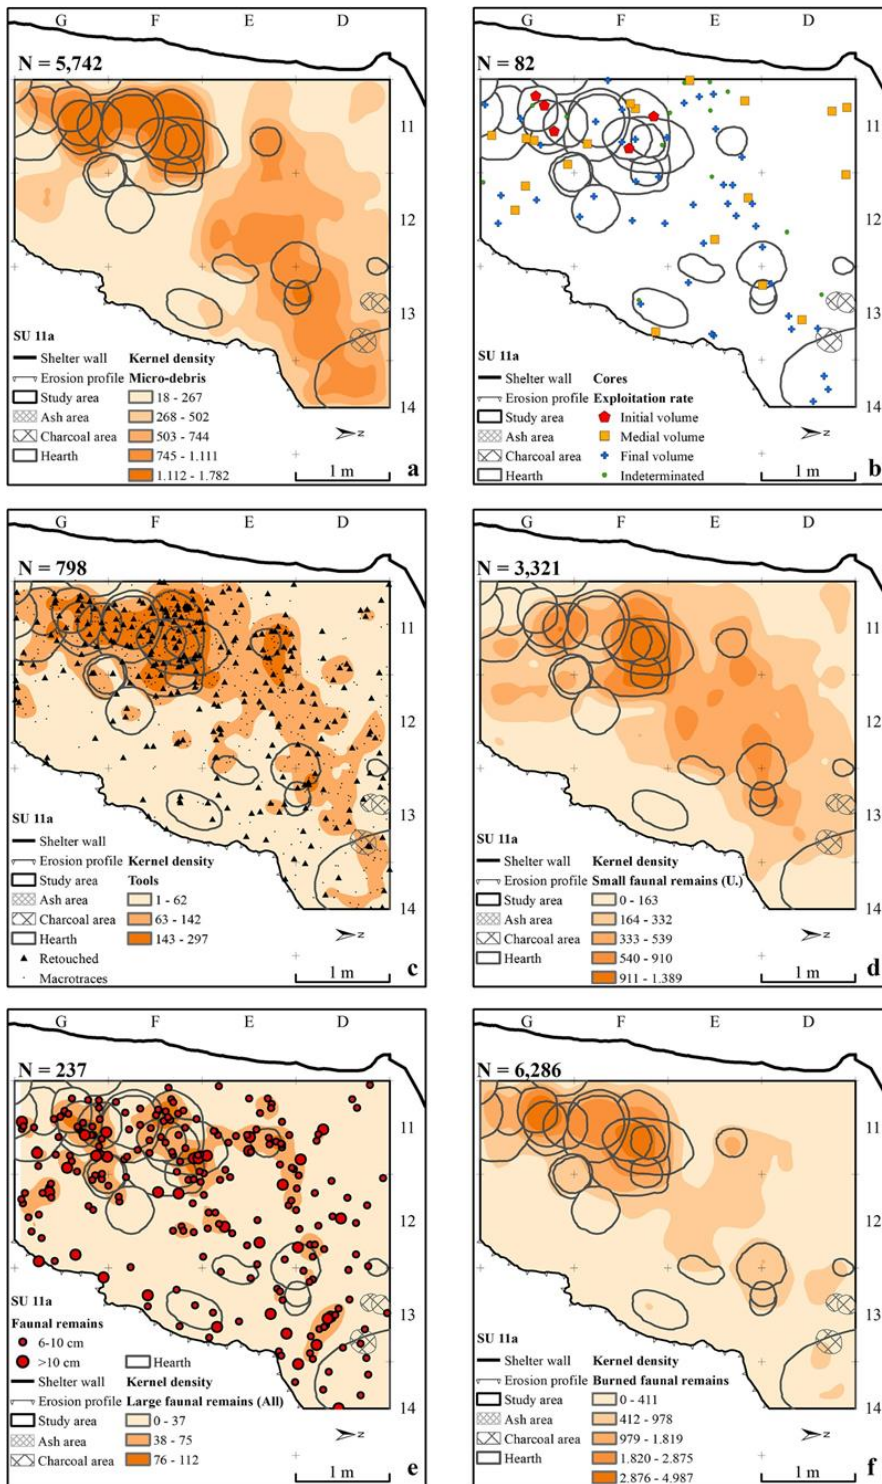 G F E D
N = 5,742
11
12
13
14
SU 11a
Shelter wall
Erosion profile
Study area
Ash area
Charcoal area
Hearth
Kernel density
Micro-debris
18 - 267
268 - 502
503 - 744
745 - 1.111
1.112 - 1.782
N
1 m
a
G F E D
N = 82
11
12
13
14
SU 11a
Shelter wall
Erosion profile
Study area
Ash area
Charcoal area
Hearth
Cores
Exploitation rate
Initial volume
Medial volume
Final volume
Indeterminated
N
1 m
b
G F E D
N = 798
11
12
13
14
SU 11a
Shelter wall
Erosion profile
Study area
Ash area
Charcoal area
Hearth
Retouched
Macrotraces
Kernel density
Tools
1 - 62
63 - 142
143 - 297
N
1 m
c
G F E D
N = 3,321
11
12
13
14
SU 11a
Shelter wall
Erosion profile
Study area
Ash area
Charcoal area
Hearth
Kernel density
Small faunal remains (U.)
0 - 163
164 - 332
333 - 539
540 - 910
911 - 1.389
N
1 m
d
G F E D
N = 237
11
12
13
14
SU 11a
Faunal remains
6-10 cm
>10 cm
Shelter wall
Erosion profile
Study area
Ash area
Charcoal area
Hearth
Kernel density
Large faunal remains (All)
0 - 37
38 - 75
76 - 112
N
1 m
e
G F E D
N = 6,286
11
12
13
14
SU 11a
Shelter wall
Erosion profile
Study area
Ash area
Charcoal area
Hearth
Kernel density
Burned faunal remains
0 - 411
412 - 978
979 - 1.819
1.820 - 2.875
2.876 - 4.987
N
1 m
f